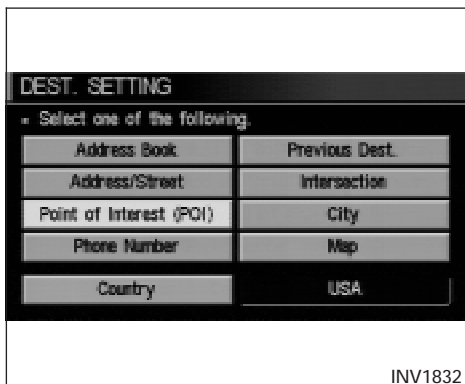 DEST. SETTING
Select one of the following.
Address Book Previous Dest.
Address/Street Intersection
Point of Interest (POI) City
Phone Number Map
Country USA
INV1832